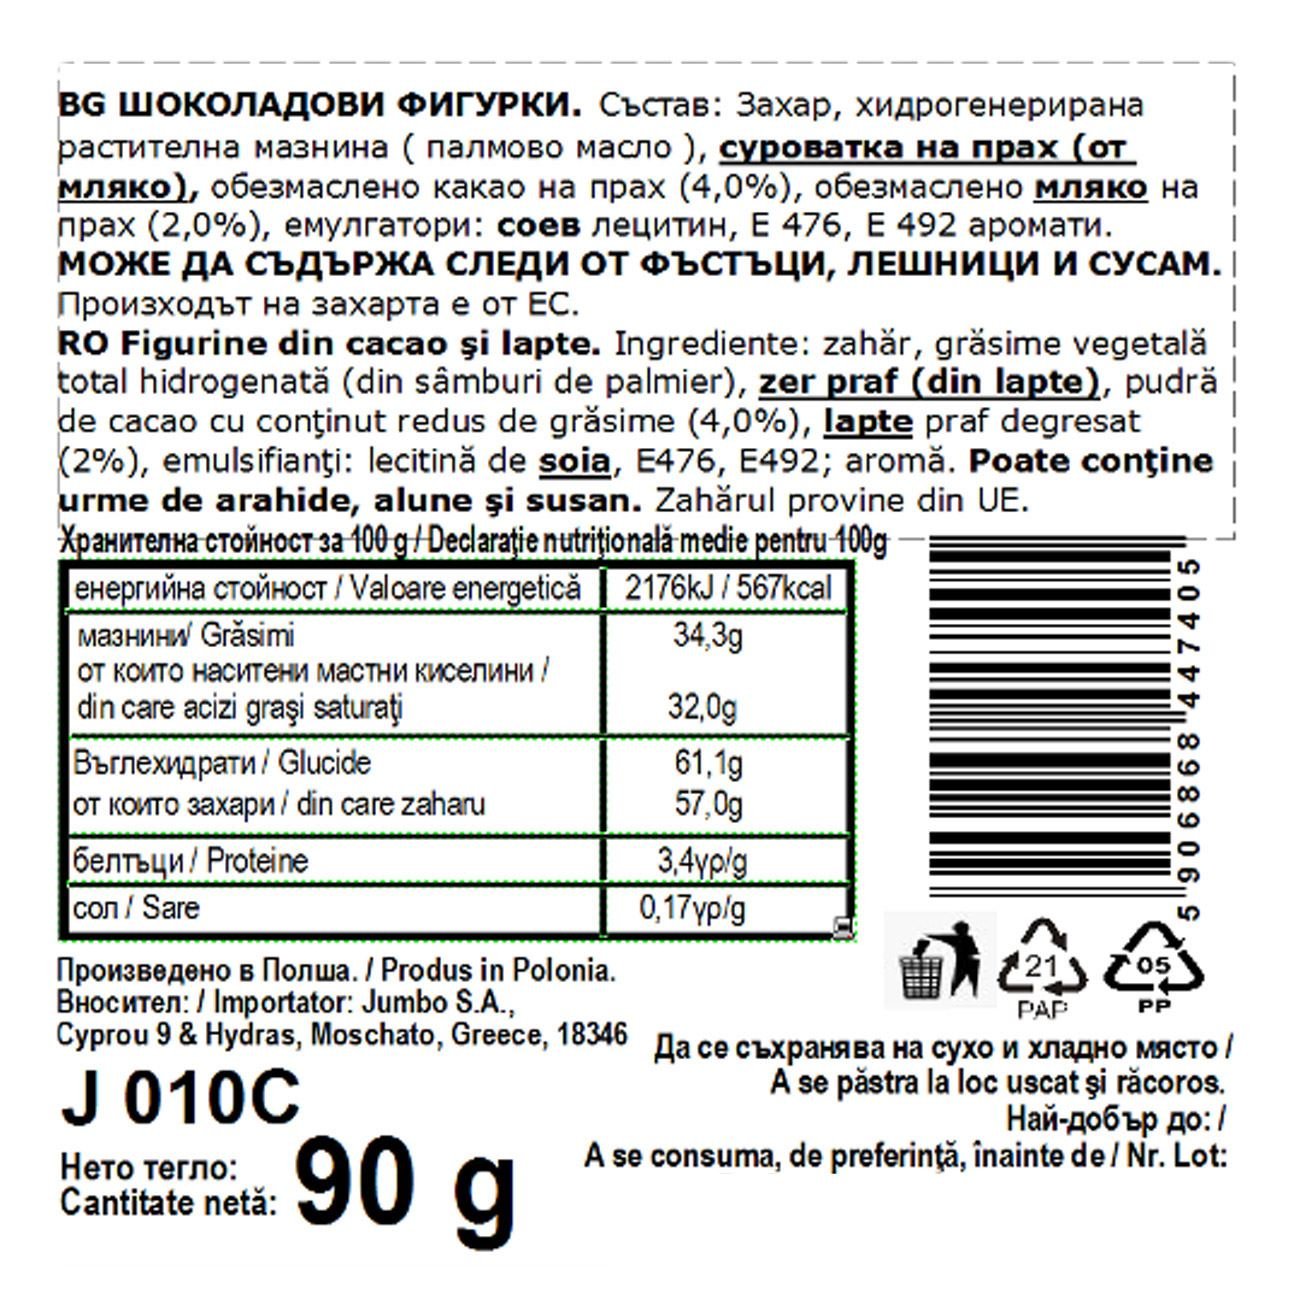 BG ШОКОЛАДОВИ ФИГУРКИ. Състав: Захар, хидрогенерирана
растителна мазнина ( палмово масло ), суроватка на прах (от
мляко), обезмаслено какао на прах (4,0%), обезмаслено мляко на
прах (2,0%), емулгатори: соев лецитин, Е 476, Е 492 аромати.
МОЖЕ ДА СЪДЪРЖА СЛЕДИ ОТ ФЪСТЪЦИ, ЛЕШНИЦИ И СУСАМ.
Произходът на захарта е от ЕС.
RO Figurine din cacao şi lapte. Ingrediente: zahăr, grăsime vegetală
total hidrogenată (din sâmburi de palmier), zer praf (din lapte), pudră
de cacao cu conţinut redus de grăsime (4,0%), lapte praf degresat
(2%), emulsifianţi: lecitină de soia, E476, E492; aromă. Poate conţine
urme de arahide, alune şi susan. Zahărul provine din UE.
Хранителна стойност за 100 g / Declaraţie nutriţională medie pentru 100g
енергийна стойност / Valoare energetică 2176kJ / 567kcal
мазнини/ Grăsimi 34,3g
от които наситени мастни киселини /
din care acizi graşi saturaţi 32,0g
Въглехидрати / Glucide 61,1g
от които захари / din care zaharu 57,0g
белтъци / Proteine 3,4γρ/g
сол / Sare 0,17γρ/g
5 906868 447405
21
PAP
05
PP
Произведено в Полша. / Produs in Polonia.
Вносител: / Importator: Jumbo S.A.,
Cyprou 9 & Hydras, Moschato, Greece, 18346
Да се съхранява на сухо и хладно място /
A se păstra la loc uscat şi răcoros.
Най-добър до: /
A se consuma, de preferinţă, înainte de / Nr. Lot:
J 010C
Нето тегло:
Cantitate netă: 90 g